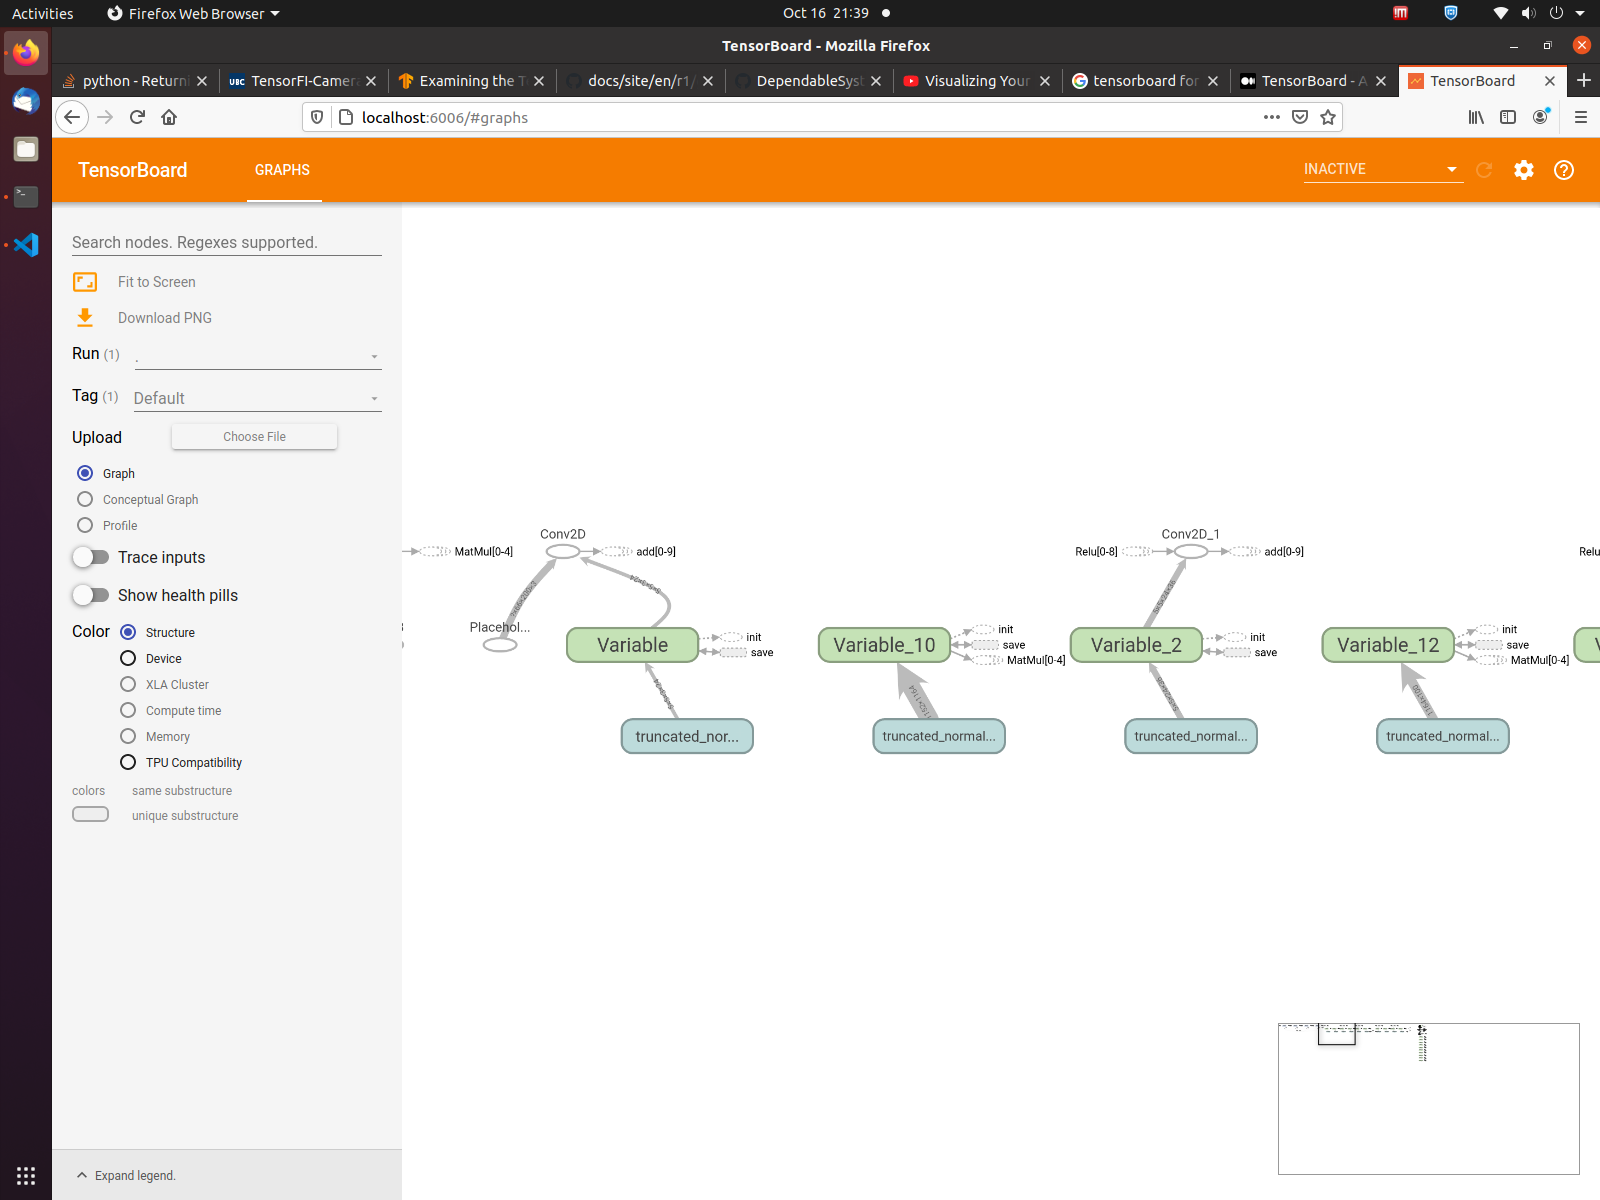 Activities
Firefox Web Browser
Oct 16 21:39
TensorBoard - Mozilla Firefox
python - Return
UBC TensorFI-Camer
Examining the T
docs/site/en/r1/
DependableSyst
Visualizing Your
tensorboard for
TensorBoard - A
TensorBoard
localhost:6006/#graphs
TensorBoard
GRAPHS
INACTIVE
Search nodes. Regexes supported.
Fit to Screen
Download PNG
Run (1) .
Tag (1) Default
Upload
Choose File
Graph
Conceptual Graph
Profile
Trace inputs
Show health pills
Color
Structure
Device
XLA Cluster
Compute time
Memory
TPU Compatibility
colors
same substructure
unique substructure
Expand legend.
Conv2D
Conv2D_1
MatMul[0-4]
add[0-9]
Relu[0-8]
add[0-9]
Relu
Placehol...
Variable
init
save
Variable_10
init
save
MatMul[0-4]
Variable_2
init
save
Variable_12
init
save
MatMul[0-4]
truncated_nor...
truncated_normal...
truncated_normal...
truncated_normal...